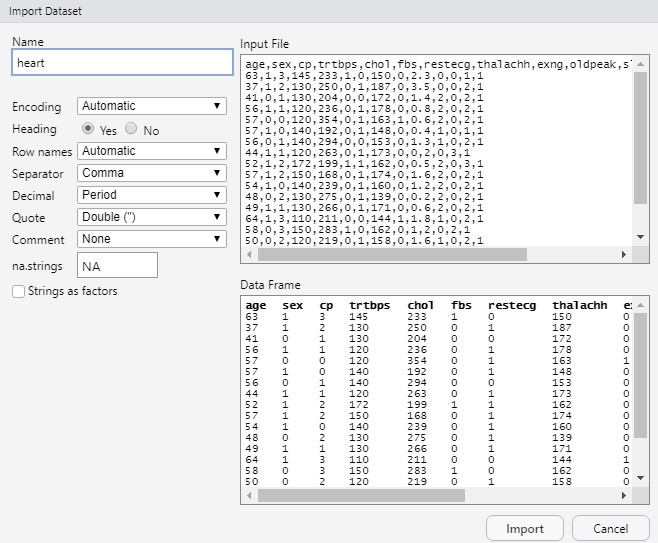 Import Dataset
Name
heart
Encoding Automatic
Heading Yes No
Row names Automatic
Separator Comma
Decimal Period
Quote Double (")
Comment None
na.strings NA
Strings as factors
Input File
age,sex,cp,trtbps,chol,fbs,restecg,thalachh,exng,oldpeak,sl
63,1,3,145,233,1,0,150,0,2.3,0,0,1,1
37,1,2,130,250,0,1,187,0,3.5,0,0,2,1
41,0,1,130,204,0,0,172,0,1.4,2,0,2,1
56,1,1,120,236,0,1,178,0,0.8,2,0,2,1
57,0,0,120,354,0,1,163,1,0.6,2,0,2,1
57,1,0,140,192,0,1,148,0,0.4,1,0,1,1
56,0,1,140,294,0,0,153,0,1.3,1,0,2,1
44,1,1,120,263,0,1,173,0,0,2,0,3,1
52,1,2,172,199,1,1,162,0,0.5,2,0,3,1
57,1,2,150,168,0,1,174,0,1.6,2,0,2,1
54,1,0,140,239,0,1,160,0,1.2,2,0,2,1
48,0,2,130,275,0,1,139,0,0.2,2,0,2,1
49,1,1,130,266,0,1,171,0,0.6,2,0,2,1
64,1,3,110,211,0,0,144,1,1.8,1,0,2,1
58,0,3,150,283,1,0,162,0,1,2,0,2,1
50,0,2,120,219,0,1,158,0,1.6,1,0,2,1
Data Frame
age sex cp trtbps chol fbs restecg thalachh e
63 1 3 145 233 1 0 150 0
37 1 2 130 250 0 1 187 0
41 0 1 130 204 0 0 172 0
56 1 1 120 236 0 1 178 0
57 0 0 120 354 0 1 163 1
57 1 0 140 192 0 1 148 0
56 0 1 140 294 0 0 153 0
44 1 1 120 263 0 1 173 0
52 1 2 172 199 1 1 162 0
57 1 2 150 168 0 1 174 0
54 1 0 140 239 0 1 160 0
48 0 2 130 275 0 1 139 0
49 1 1 130 266 0 1 171 0
64 1 3 110 211 0 0 144 1
58 0 3 150 283 1 0 162 0
50 0 2 120 219 0 1 158 0
Import Cancel